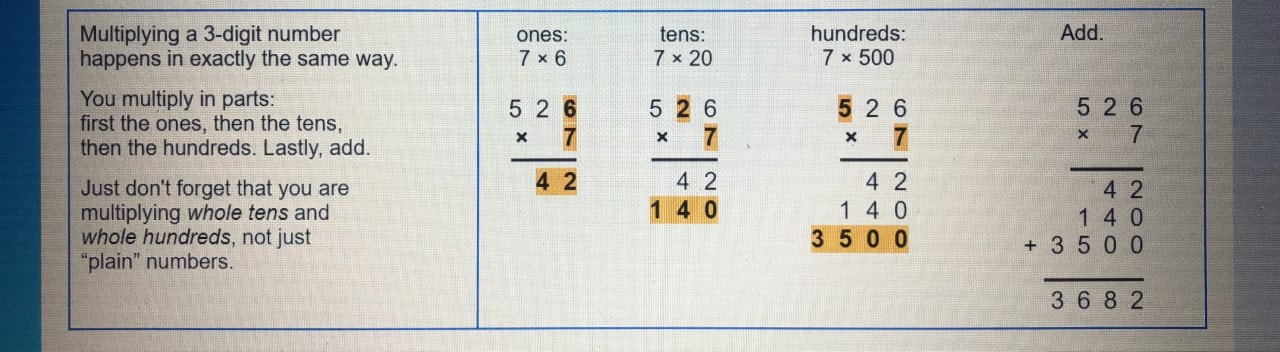 Multiplying a 3-digit number
happens in exactly the same way.
You multiply in parts:
first the ones, then the tens,
then the hundreds. Lastly, add.
Just don't forget that you are
multiplying whole tens and
whole hundreds, not just
“plain” numbers.
ones:
7 × 6
5 2 6
× 7
4 2
tens:
7 × 20
5 2 6
× 7
4 2
1 4 0
hundreds:
7 × 500
5 2 6
× 7
4 2
1 4 0
3 5 0 0
Add.
5 2 6
× 7
4 2
1 4 0
+ 3 5 0 0
3 6 8 2